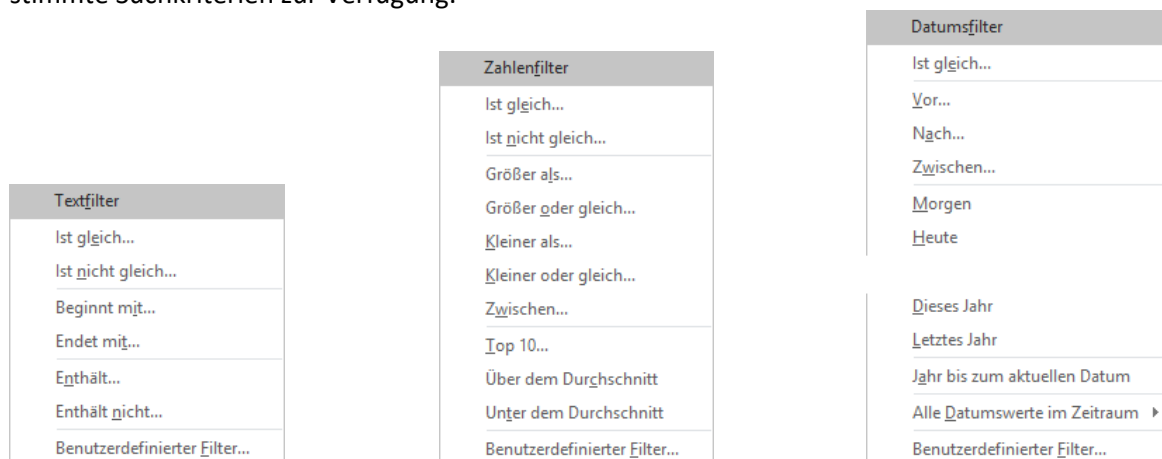 stimmte Suchkriterien zur Verfügung:
Textfilter
Ist gleich...
Ist nicht gleich...
Beginnt mit...
Endet mit...
Enthält...
Enthält nicht...
Benutzerdefinierter Filter...
Zahlenfilter
Ist gleich...
Ist nicht gleich...
Größer als...
Größer oder gleich...
Kleiner als...
Kleiner oder gleich...
Zwischen...
Top 10...
Über dem Durchschnitt
Unter dem Durchschnitt
Benutzerdefinierter Filter...
Datumsfilter
Ist gleich...
Vor...
Nach...
Zwischen...
Morgen
Heute
Dieses Jahr
Letztes Jahr
Jahr bis zum aktuellen Datum
Alle Datumswerte im Zeitraum
Benutzerdefinierter Filter...